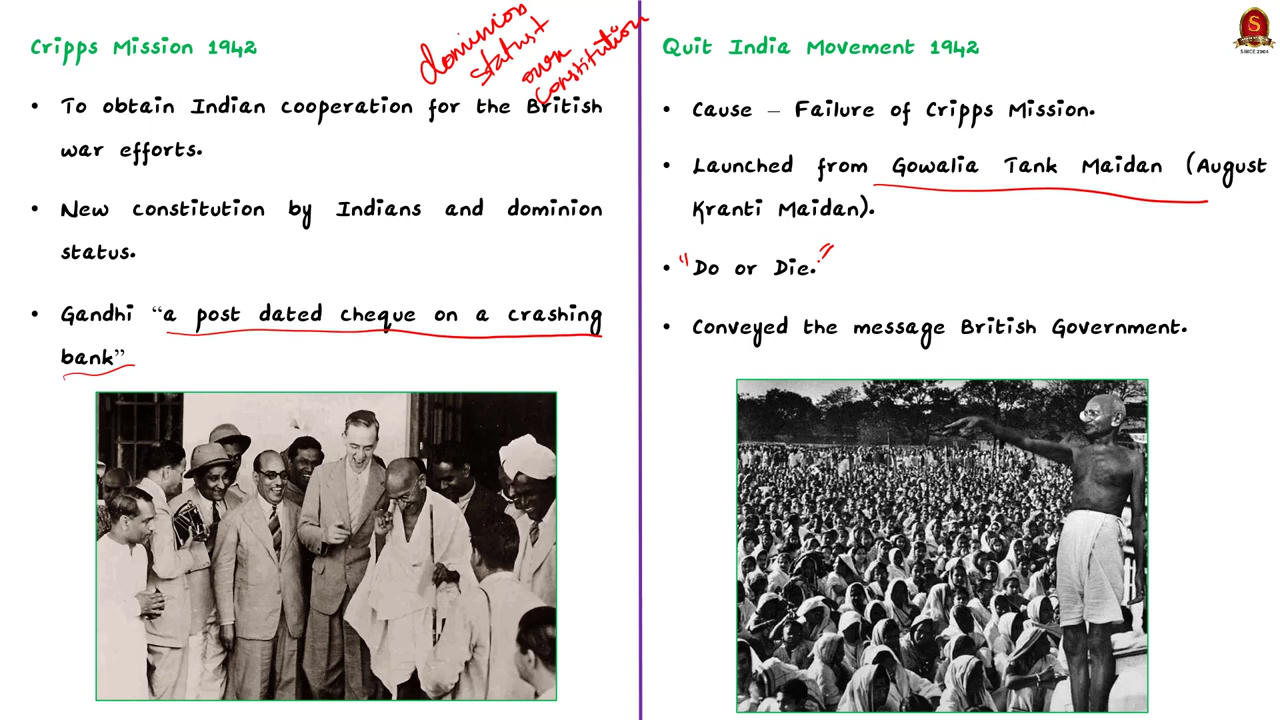 Cripps Mission 1942
dominion
status+
own
constitution
• To obtain Indian cooperation for the British
war efforts.
• New constitution by Indians and dominion
status.
• Gandhi “a post dated cheque on a crashing
bank”
Quit India Movement 1942
• Cause – Failure of Cripps Mission.
• Launched from Gowalia Tank Maidan (August
Kranti Maidan).
• "Do or Die."
• Conveyed the message British Government.
S
SINCE 2004